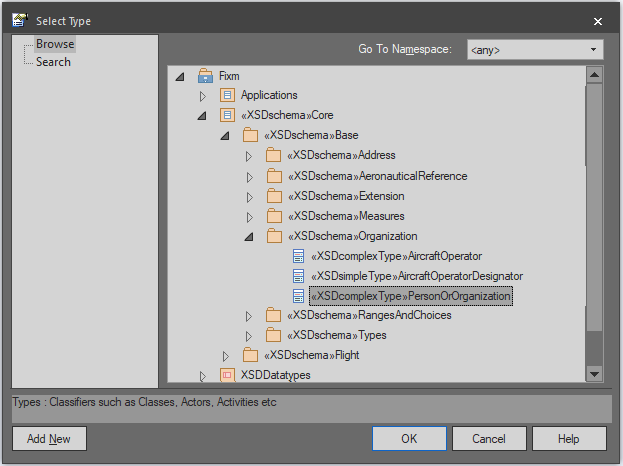 Select Type
Browse
Search
Go To Namespace: <any>
Fixm
Applications
«XSDschema»Core
«XSDschema»Base
«XSDschema»Address
«XSDschema»AeronauticalReference
«XSDschema»Extension
«XSDschema»Measures
«XSDschema»Organization
«XSDcomplexType»AircraftOperator
«XSDsimpleType»AircraftOperatorDesignator
«XSDcomplexType»PersonOrOrganization
«XSDschema»RangesAndChoices
«XSDschema»Types
«XSDschema»Flight
XSDDatatypes
Types : Classifiers such as Classes, Actors, Activities etc
Add New OK Cancel Help